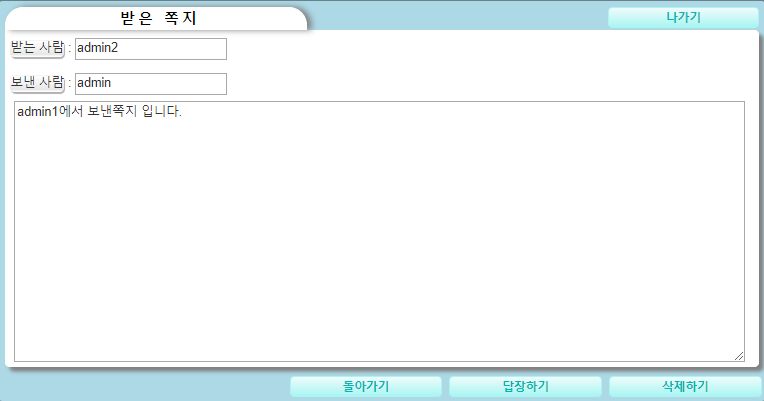 받은 쪽지
나가기
받는 사람 : admin2
보낸 사람 : admin
admin1에서 보낸쪽지 입니다.
돌아가기 답장하기 삭제하기